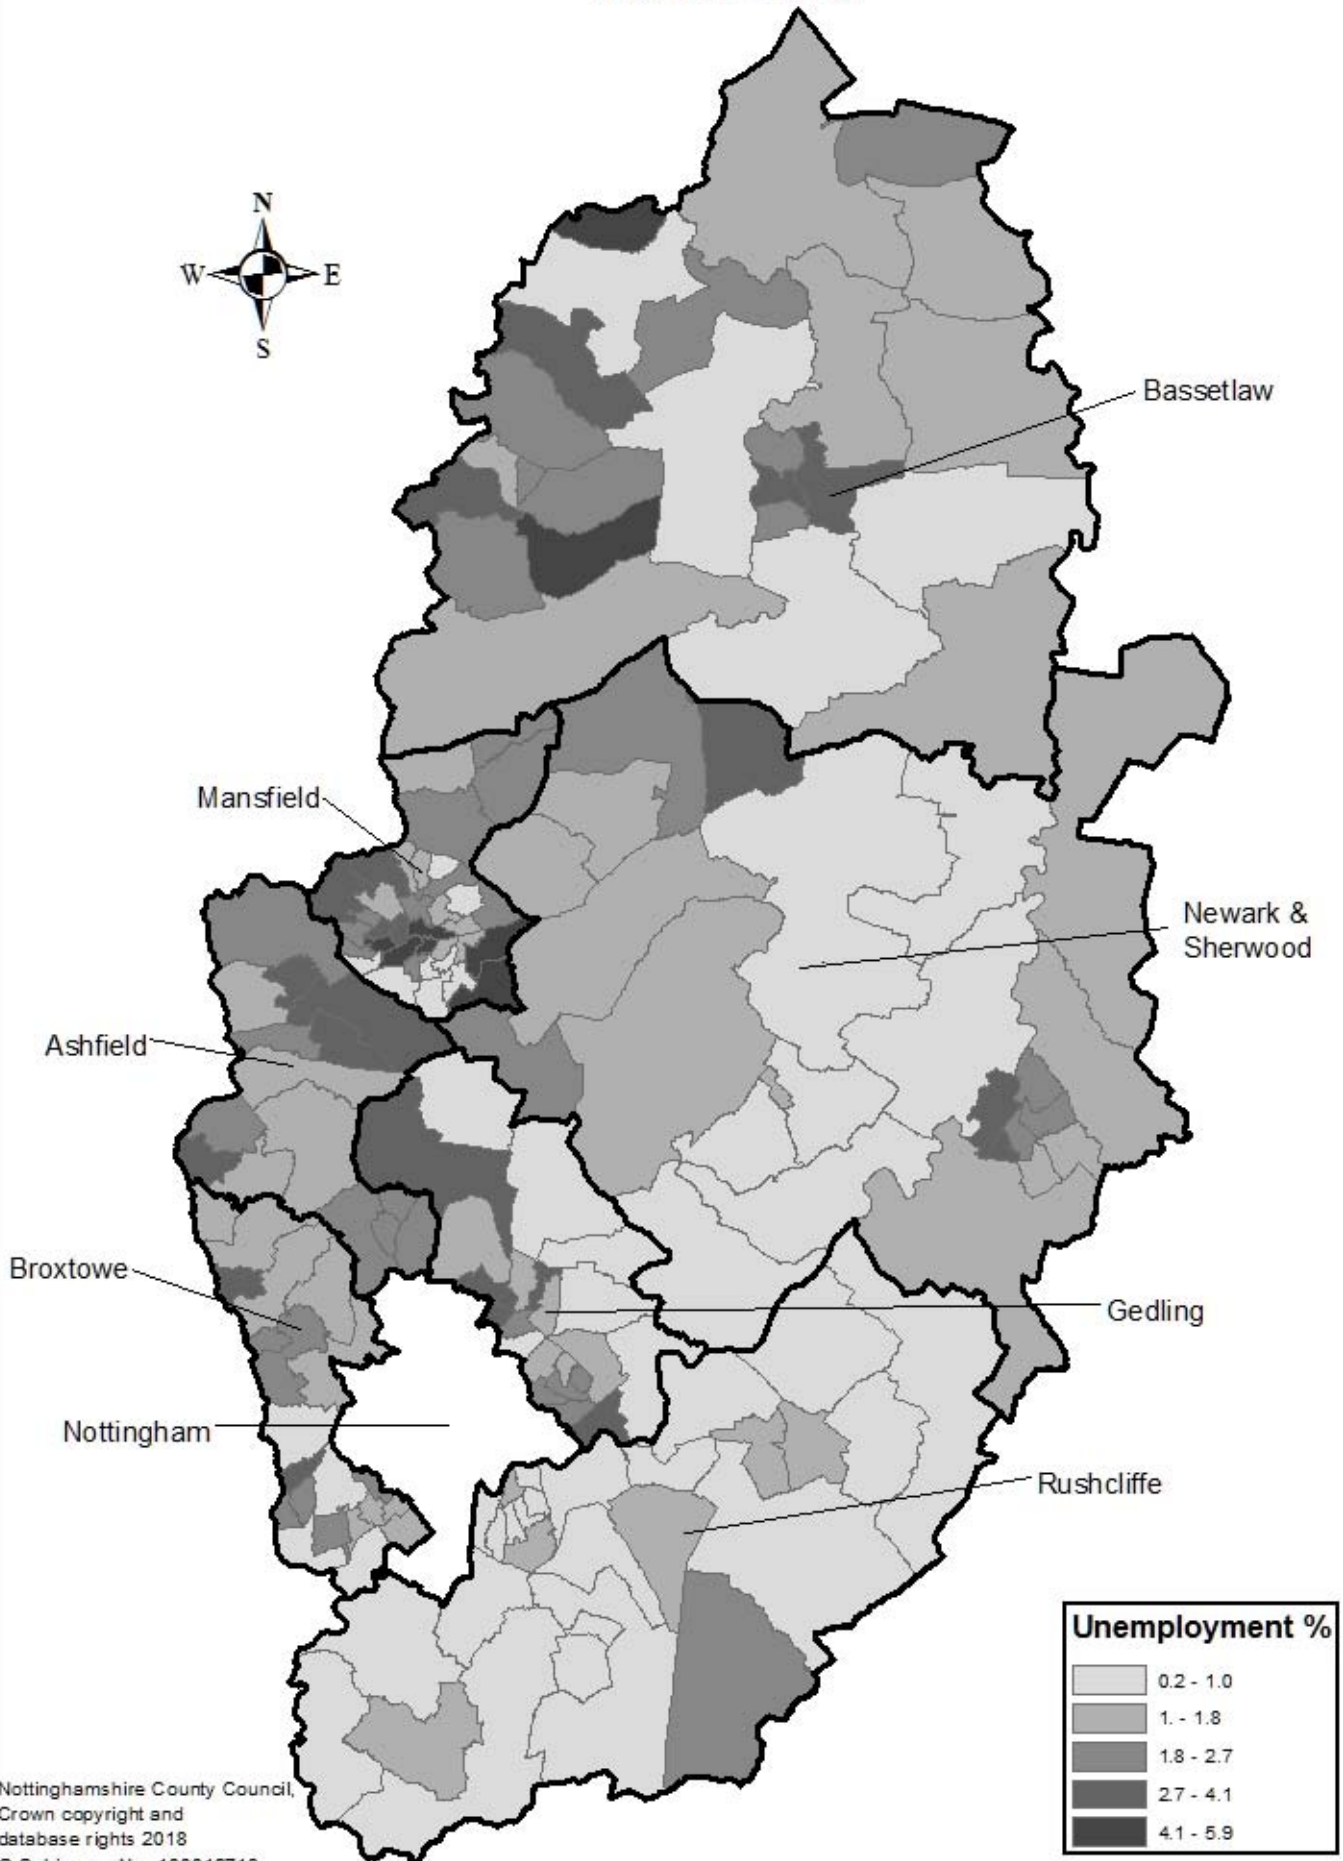 N
W E
S
Bassetlaw
Mansfield
Newark &
Sherwood
Ashfield
Broxtowe
Gedling
Nottingham
Rushcliffe
Unemployment %
0.2 - 1.0
1. - 1.8
1.8 - 2.7
2.7 - 4.1
4.1 - 5.9
Nottinghamshire County Council,
Crown copyright and
database rights 2018